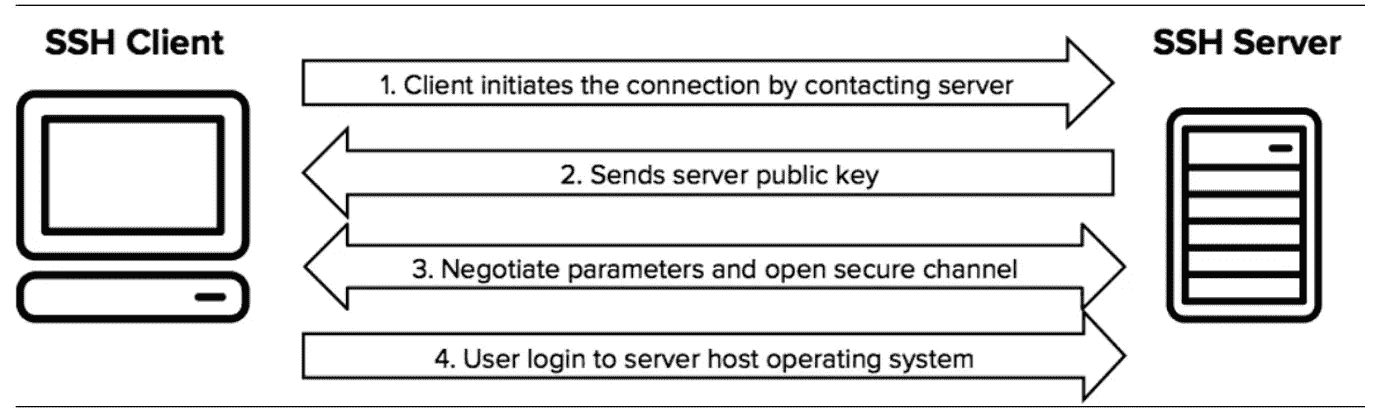 SSH Client
SSH Server
1. Client initiates the connection by contacting server
2. Sends server public key
3. Negotiate parameters and open secure channel
4. User login to server host operating system